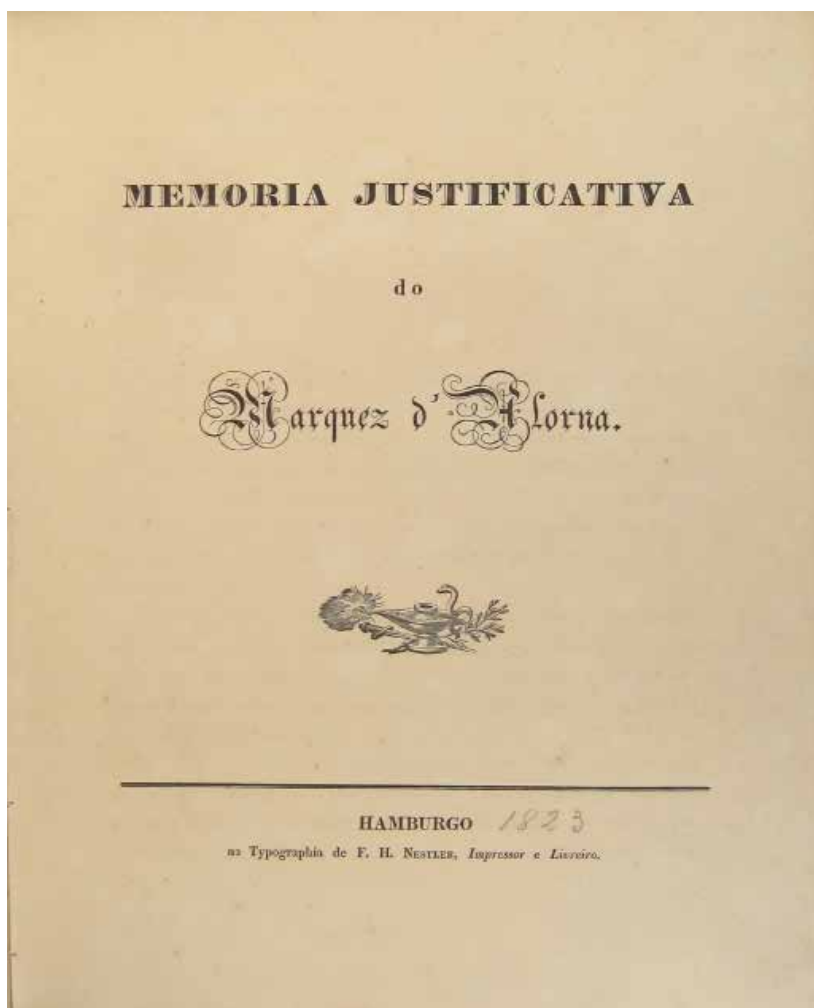 MEMORIA JUSTIFICATIVA
do
Marquez d'Alorna.
HAMBURGO 1823
na Typographia de F. H. Nestler, Impressor e Livreiro.